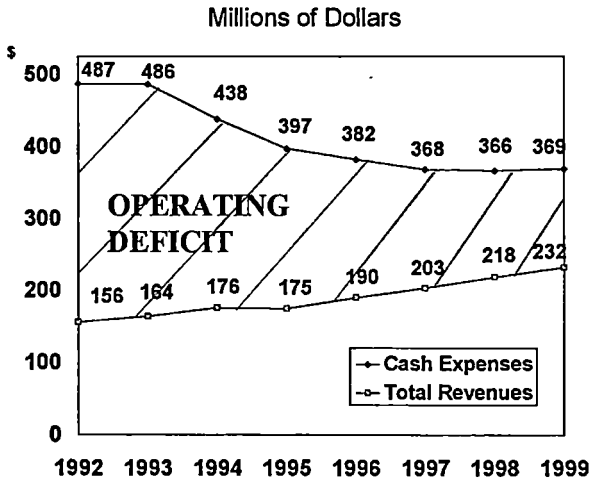 Millions of Dollars
$
500
400
300
200
100
0
487 486 438 397 382 368 366 369
OPERATING
DEFICIT
156 164 176 175 190 203 218 232
Cash Expenses
Total Revenues
1992 1993 1994 1995 1996 1997 1998 1999